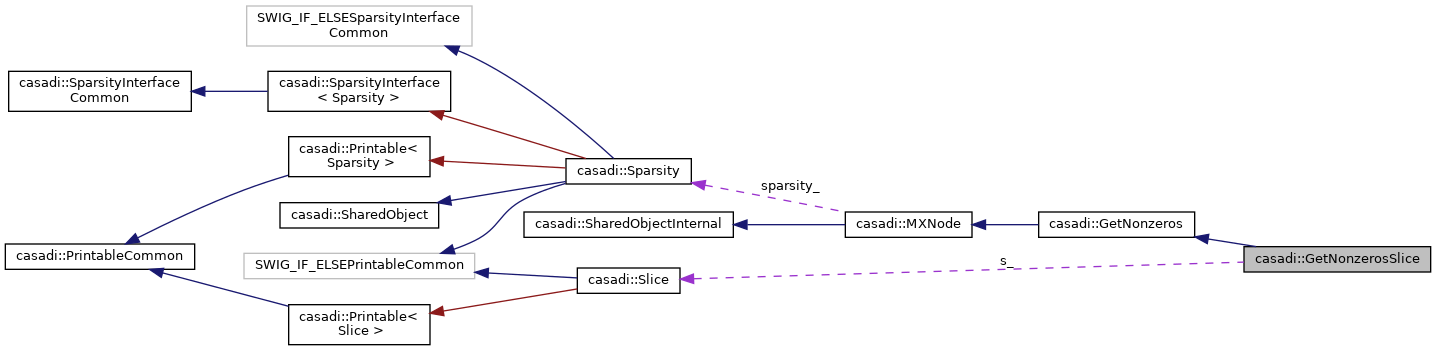 SWIG_IF_ELSESparsityInterface
Common
casadi::SparsityInterface
Common
casadi::SparsityInterface
< Sparsity >
casadi::Printable<
Sparsity >
casadi::Sparsity
sparsity_
casadi::SharedObject
casadi::SharedObjectInternal
casadi::MXNode
casadi::GetNonzeros
casadi::PrintableCommon
SWIG_IF_ELSEPrintableCommon
casadi::Slice
s_
casadi::GetNonzerosSlice
casadi::Printable<
Slice >